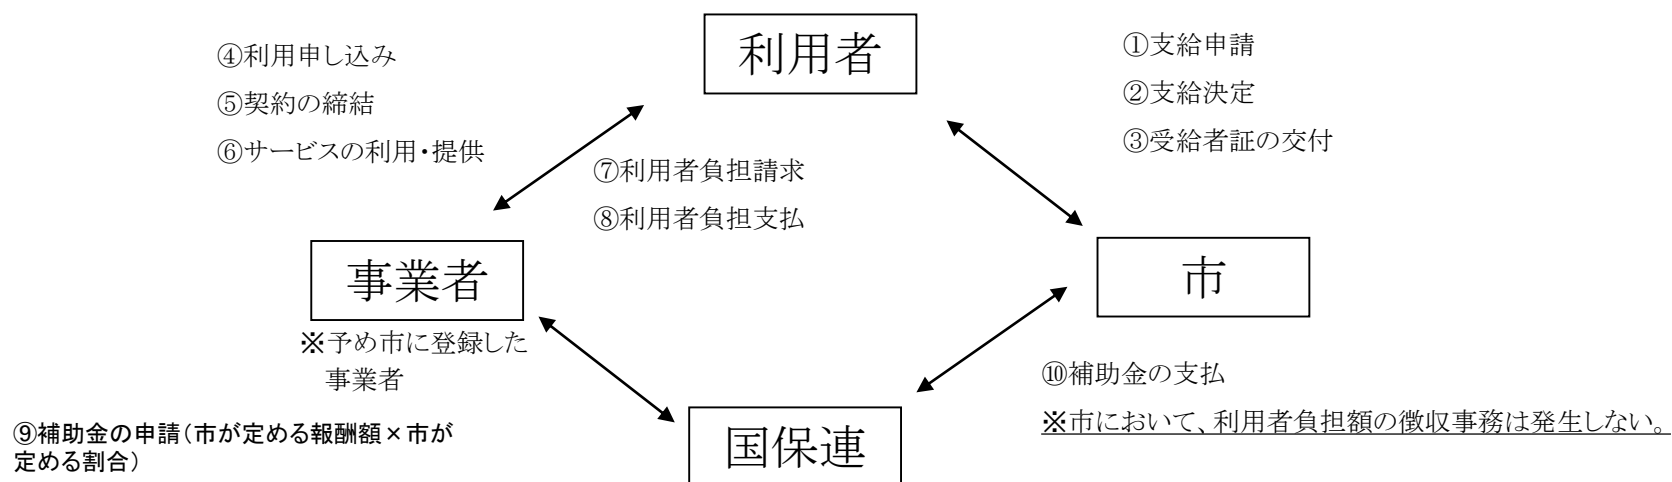 利用者
④利用申し込み
⑤契約の締結
⑥サービスの利用・提供
①支給申請
②支給決定
③受給者証の交付
⑦利用者負担請求
⑧利用者負担支払
事業者
※予め市に登録した
事業者
市
⑩補助金の支払
※市において、利用者負担額の徴収事務は発生しない。
⑨補助金の申請（市が定める報酬額×市が
定める割合）
国保連